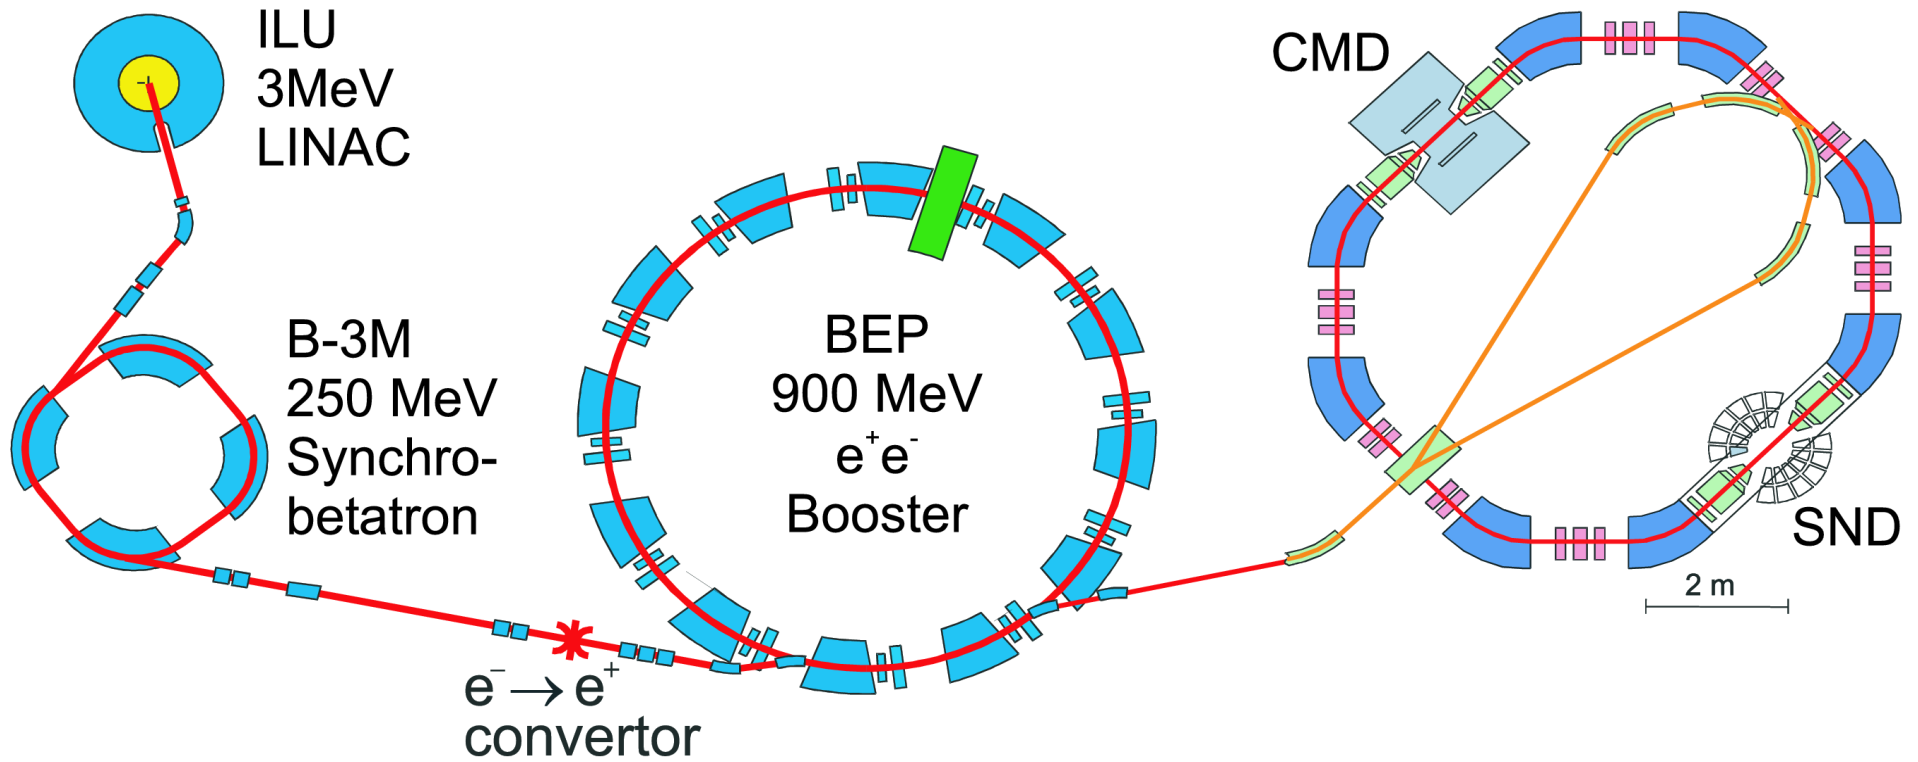 ILU
3MeV
LINAC
B-3M
250 MeV
Synchro-
betatron
e⁻ → e⁺
convertor
BEP
900 MeV
e⁺e⁻
Booster
CMD
SND
2 m